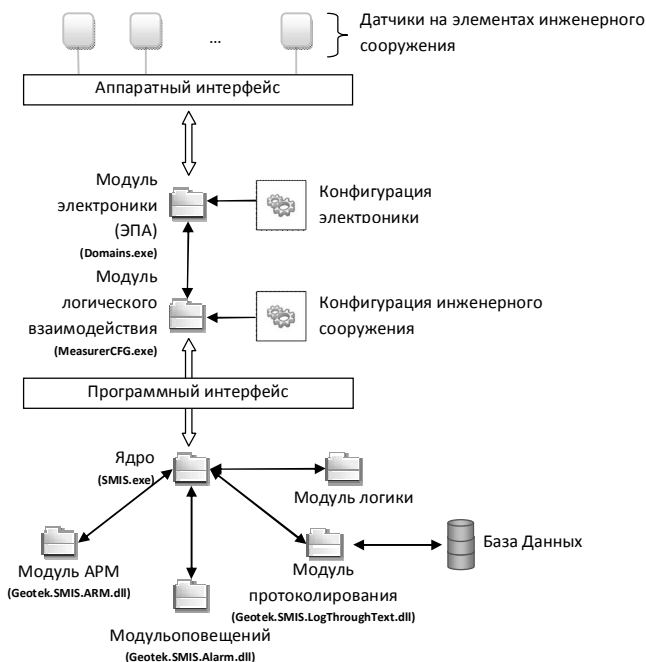 Датчики на элементах инженерного
сооружения
...
Аппаратный интерфейс
Модуль
электроники
(ЭПА)
(Domains.exe)
Конфигурация
электроники
Модуль
логического
взаимодействия
(MeasurerCFG.exe)
Конфигурация инженерного
сооружения
Программный интерфейс
Ядро
(SMIS.exe)
Модуль логики
Модуль АРМ
(Geotek.SMIS.ARM.dll)
Модуль
протоколирования
(Geotek.SMIS.LogThroughText.dll)
База Данных
Модульоповещений
(Geotek.SMIS.Alarm.dll)